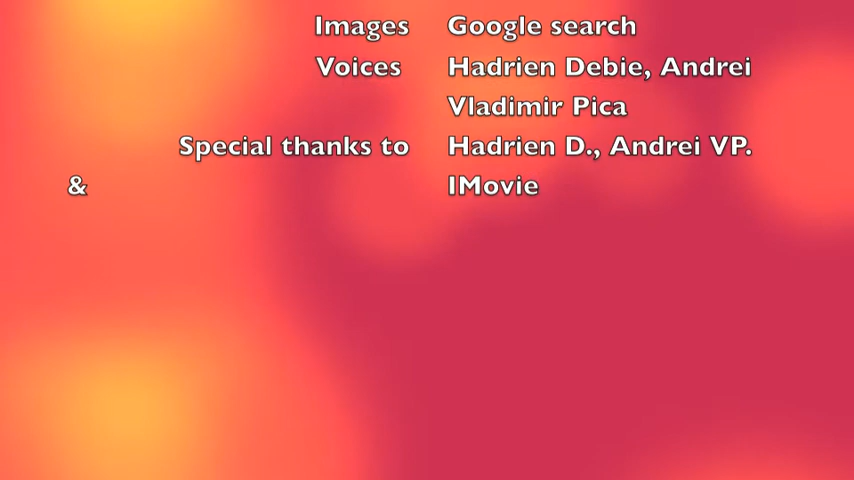 Images Google search
Voices Hadrien Debie, Andrei
Vladimir Pica
Special thanks to Hadrien D., Andrei VP.
& IMovie